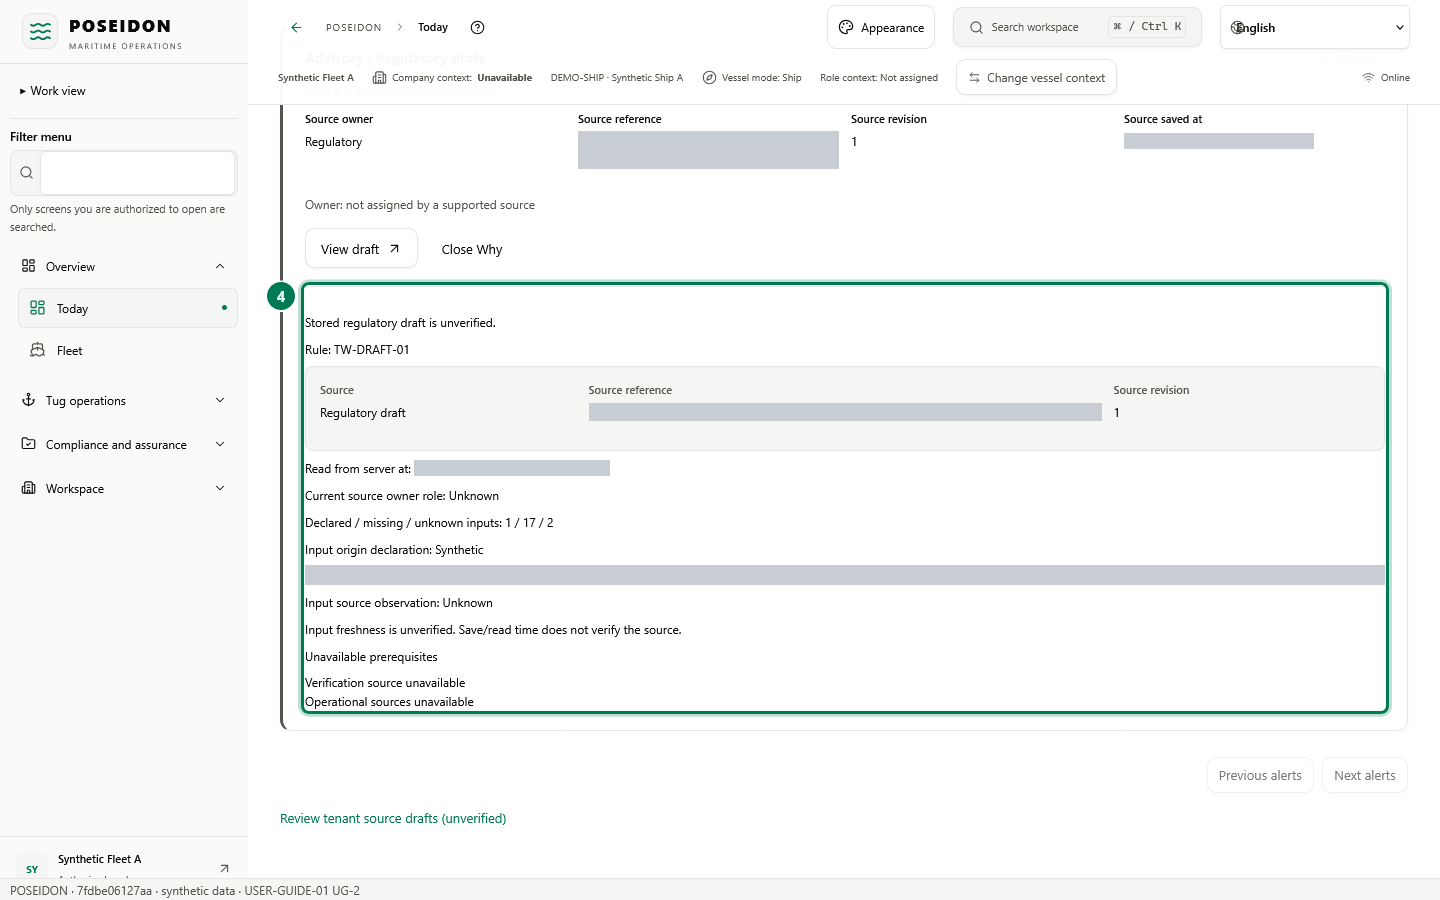 POSEIDON
MARITIME OPERATIONS
Work view
Filter menu
Only screens you are authorized to open are
searched.
Overview
Today
Fleet
Tug operations
Compliance and assurance
Workspace
SY
Synthetic Fleet A
POSEIDON
Today
Appearance
Search workspace
⌘ / Ctrl K
English
Advisory · Regulatory draft
Synthetic Fleet A
Company context: Unavailable
DEMO-SHIP · Synthetic Ship A
Vessel mode: Ship
Role context: Not assigned
Change vessel context
Online
Source owner
Source reference
Source revision
Source saved at
Regulatory
1
Owner: not assigned by a supported source
View draft
Close Why
4
Stored regulatory draft is unverified.
Rule: TW-DRAFT-01
Source
Source reference
Source revision
Regulatory draft
1
Read from server at:
Current source owner role: Unknown
Declared / missing / unknown inputs: 1 / 17 / 2
Input origin declaration: Synthetic
Input source observation: Unknown
Input freshness is unverified. Save/read time does not verify the source.
Unavailable prerequisites
Verification source unavailable
Operational sources unavailable
Previous alerts
Next alerts
Review tenant source drafts (unverified)
POSEIDON · 7fdbe06127aa · synthetic data · USER-GUIDE-01 UG-2